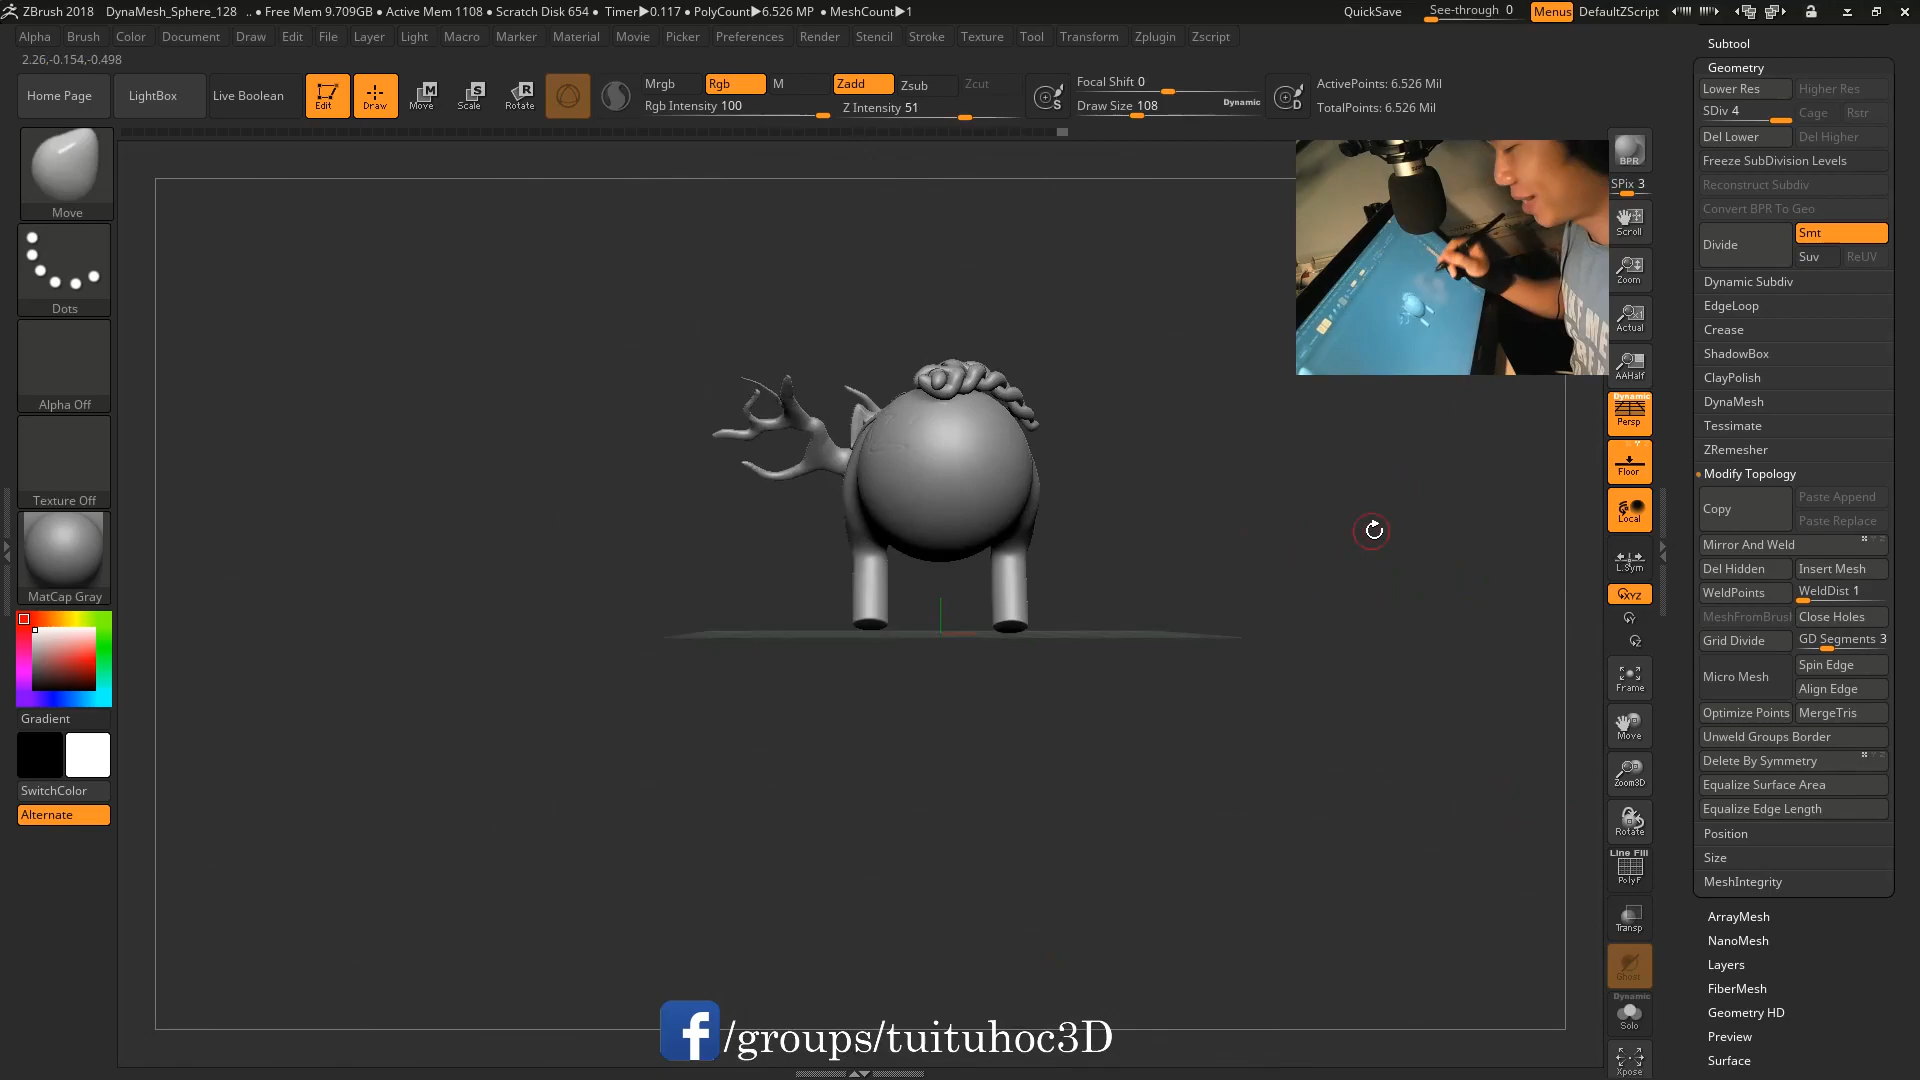 ZBrush 2018 DynaMesh_Sphere_128 .. ● Free Mem 9.709GB ● Active Mem 1108 ● Scratch Disk 654 ● Timer▶0.117 ● PolyCount▶6.526 MP ● MeshCount▶1
QuickSave See-through 0 Menus DefaultZScript
Alpha Brush Color Document Draw Edit File Layer Light Macro Marker Material Movie Picker Preferences Render Stencil Stroke Texture Tool Transform Zplugin Zscript
2.26,-0.154,-0.498
Home Page LightBox Live Boolean Edit Draw Move Scale Rotate
Mrgb Rgb M Zadd Zsub Zcut
Rgb Intensity 100 Z Intensity 51
Focal Shift 0
Draw Size 108 Dynamic
ActivePoints: 6.526 Mil
TotalPoints: 6.526 Mil
Move
Dots
Alpha Off
Texture Off
MatCap Gray
Gradient
SwitchColor
Alternate
BPR
SPix 3
Scroll
Zoom
Actual
AAHalf
Dynamic
Persp
Floor
Local
L.Sym
XYZ
Frame
Move
Zoom3D
Rotate
Line Fill
PolyF
Transp
Ghost
Dynamic
Solo
Xpose
Subtool
Geometry
Lower Res Higher Res
SDiv 4 Cage Rstr
Del Lower Del Higher
Freeze SubDivision Levels
Reconstruct Subdiv
Convert BPR To Geo
Divide Smt
Suv ReUV
Dynamic Subdiv
EdgeLoop
Crease
ShadowBox
ClayPolish
DynaMesh
Tessimate
ZRemesher
Modify Topology
Copy Paste Append
Paste Replace
Mirror And Weld
Del Hidden Insert Mesh
WeldPoints WeldDist 1
MeshFromBrush Close Holes
Grid Divide GD Segments 3
Micro Mesh Spin Edge
Align Edge
Optimize Points MergeTris
Unweld Groups Border
Delete By Symmetry
Equalize Surface Area
Equalize Edge Length
Position
Size
MeshIntegrity
ArrayMesh
NanoMesh
Layers
FiberMesh
Geometry HD
Preview
Surface
f/groups/tuituhoc3D